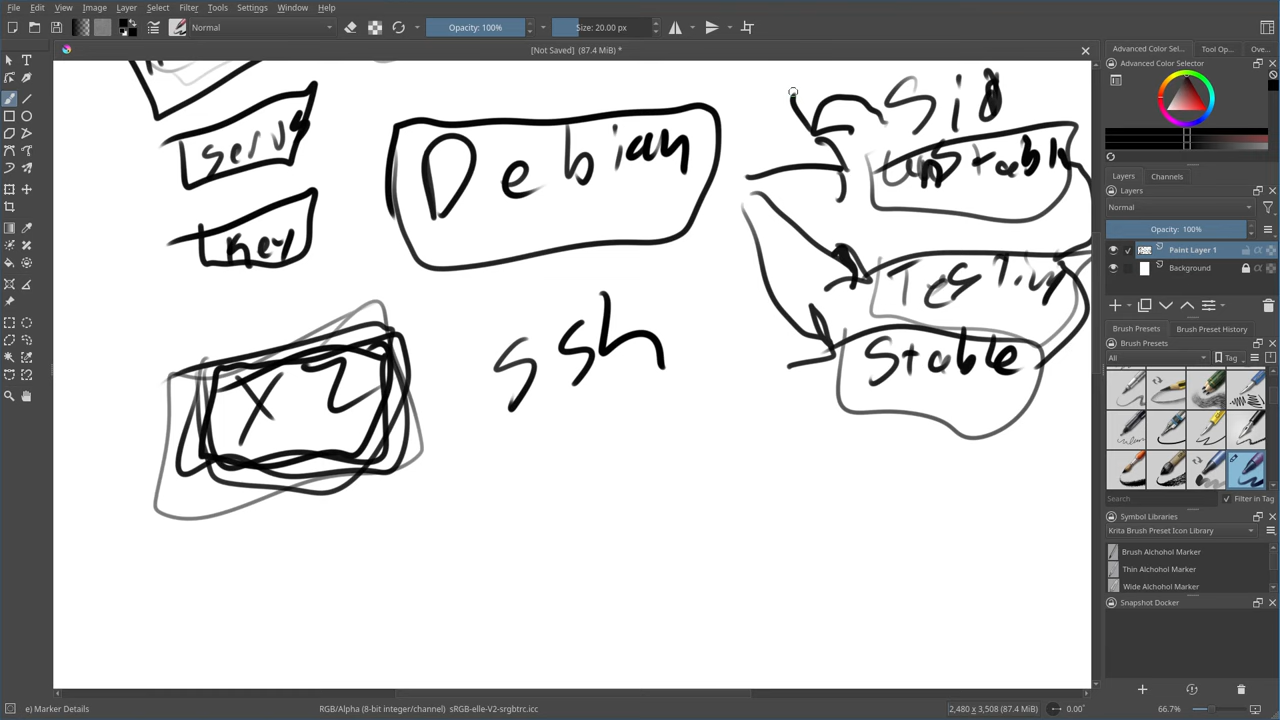 File Edit View Image Layer Select Filter Tools Settings Window Help
Normal
Opacity: 100%
Size: 20.00 px
[Not Saved] (87.4 MiB) *
serv
key
Debian
ssh
XZ
Sid
unstable
Testing
Stable
Advanced Color Sel...
Tool Op...
Ove...
Advanced Color Selector
Layers
Channels
Layers
Normal
Opacity: 100%
Paint Layer 1
Background
Brush Presets
Brush Preset History
Brush Presets
All
Tag
Search
Filter in Tag
Symbol Libraries
Krita Brush Preset Icon Library
Brush Alchohol Marker
Thin Alchohol Marker
Wide Alchohol Marker
Snapshot Docker
e) Marker Details
RGB/Alpha (8-bit integer/channel) sRGB-elle-V2-srgbtrc.icc
2,480 x 3,508 (87.4 MiB)
0.00°
66.7%